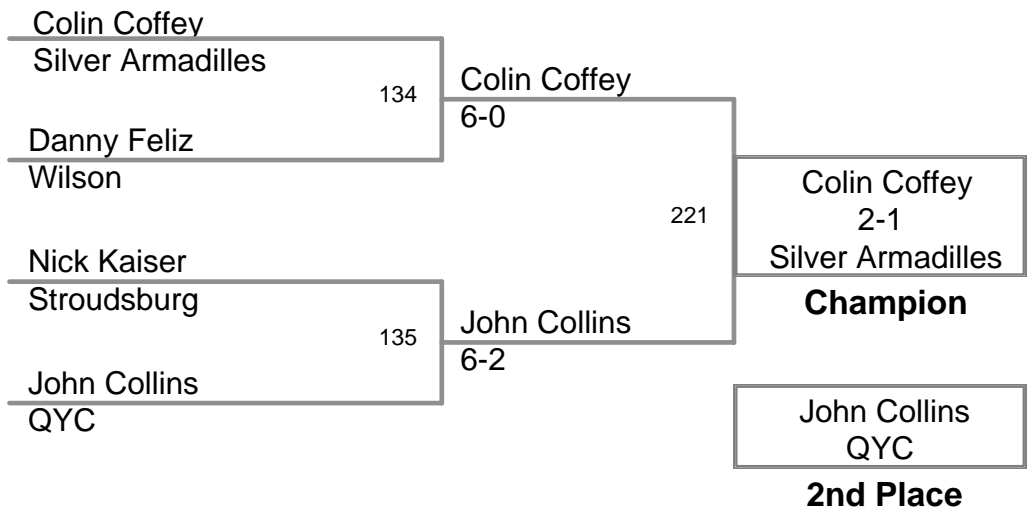 Colin Coffey
Silver Armadilles
134
Danny Feliz
Wilson
Colin Coffey
6-0
Nick Kaiser
Stroudsburg
135
John Collins
QYC
John Collins
6-2
221
Colin Coffey
2-1
Silver Armadilles
Champion
John Collins
QYC
2nd Place